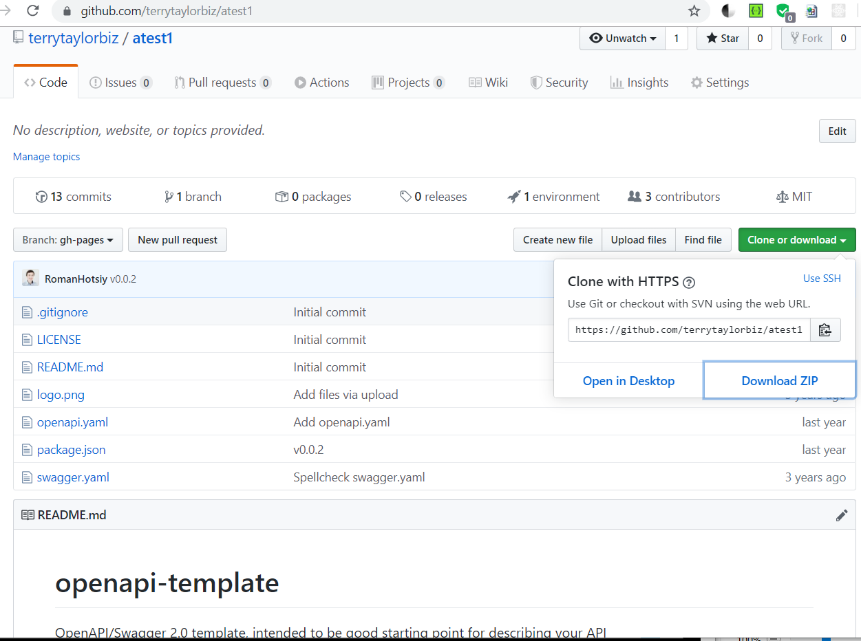 github.com/terrytaylorbiz/atest1
0
terrytaylorbiz / atest1
Unwatch 1 Star 0 Fork 0
Code Issues 0 Pull requests 0 Actions Projects 0 Wiki Security Insights Settings
No description, website, or topics provided. Edit
Manage topics
13 commits 1 branch 0 packages 0 releases 1 environment 3 contributors MIT
Branch: gh-pages New pull request Create new file Upload files Find file Clone or download
RomanHotsiy v0.0.2
Clone with HTTPS Use SSH
Use Git or checkout with SVN using the web URL.
https://github.com/terrytaylorbiz/atest1
Open in Desktop Download ZIP
.gitignore Initial commit
LICENSE Initial commit
README.md Initial commit
logo.png Add files via upload 3 years ago
openapi.yaml Add openapi.yaml last year
package.json v0.0.2 last year
swagger.yaml Spellcheck swagger.yaml 3 years ago
README.md
openapi-template
OpenAPI/Swagger 2.0 template, intended to be good starting point for describing your API